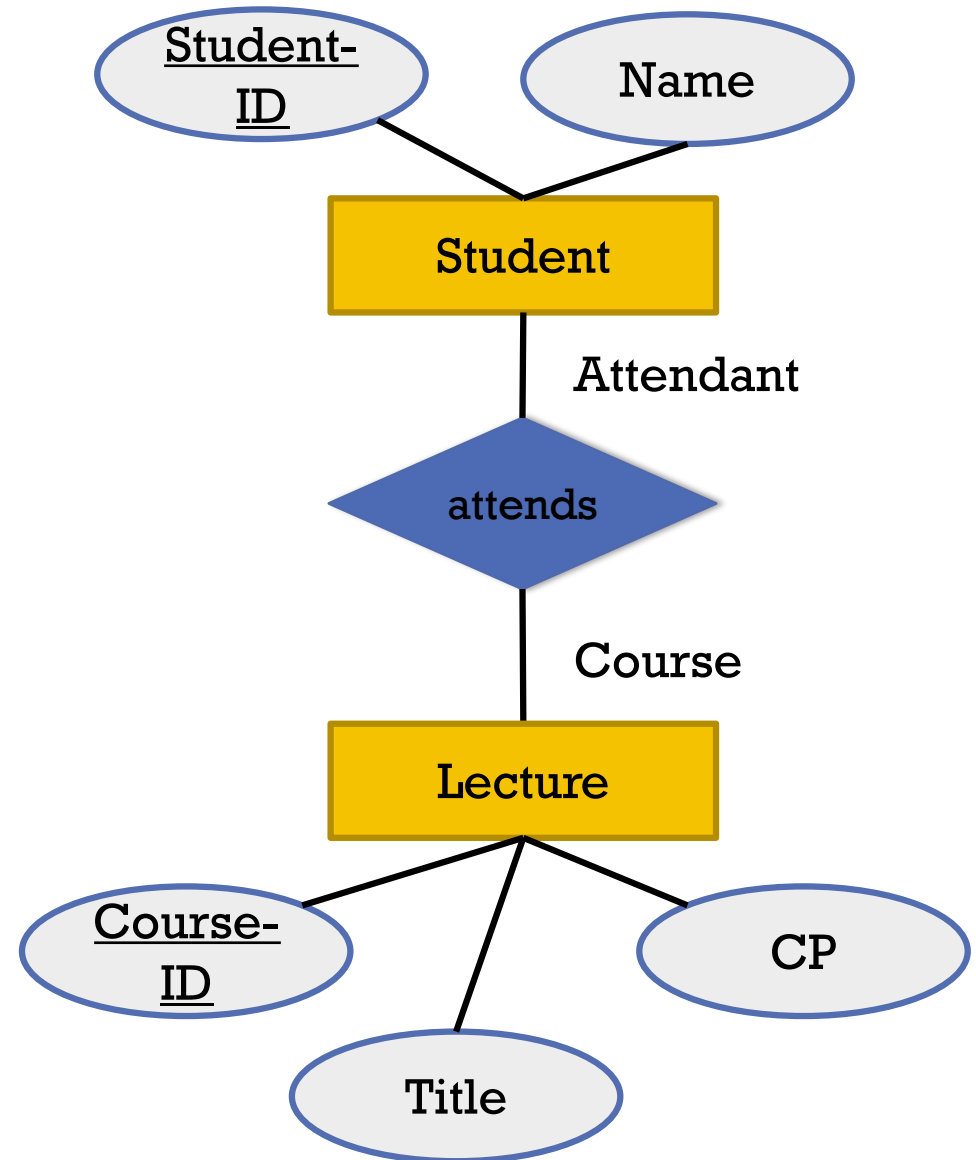 Student-
ID
Name
Student
Attendant
attends
Course
Lecture
Course-
ID
CP
Title